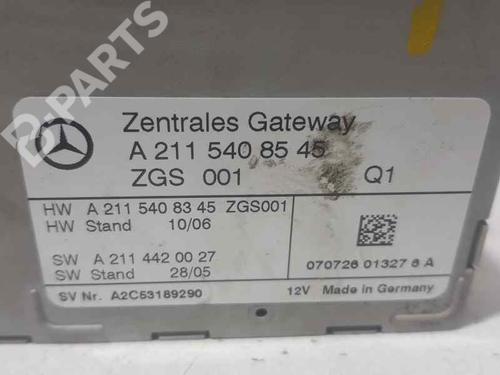 B-PARTS
Zentrales Gateway
A 211 540 85 45
ZGS 001 Q1
HW A 211 540 83 45 ZGS001
HW Stand 10/06
SW A 211 442 00 27
SW Stand 28/05
070726 01327 6 A
SV Nr. A2C53189290 12V Made in Germany